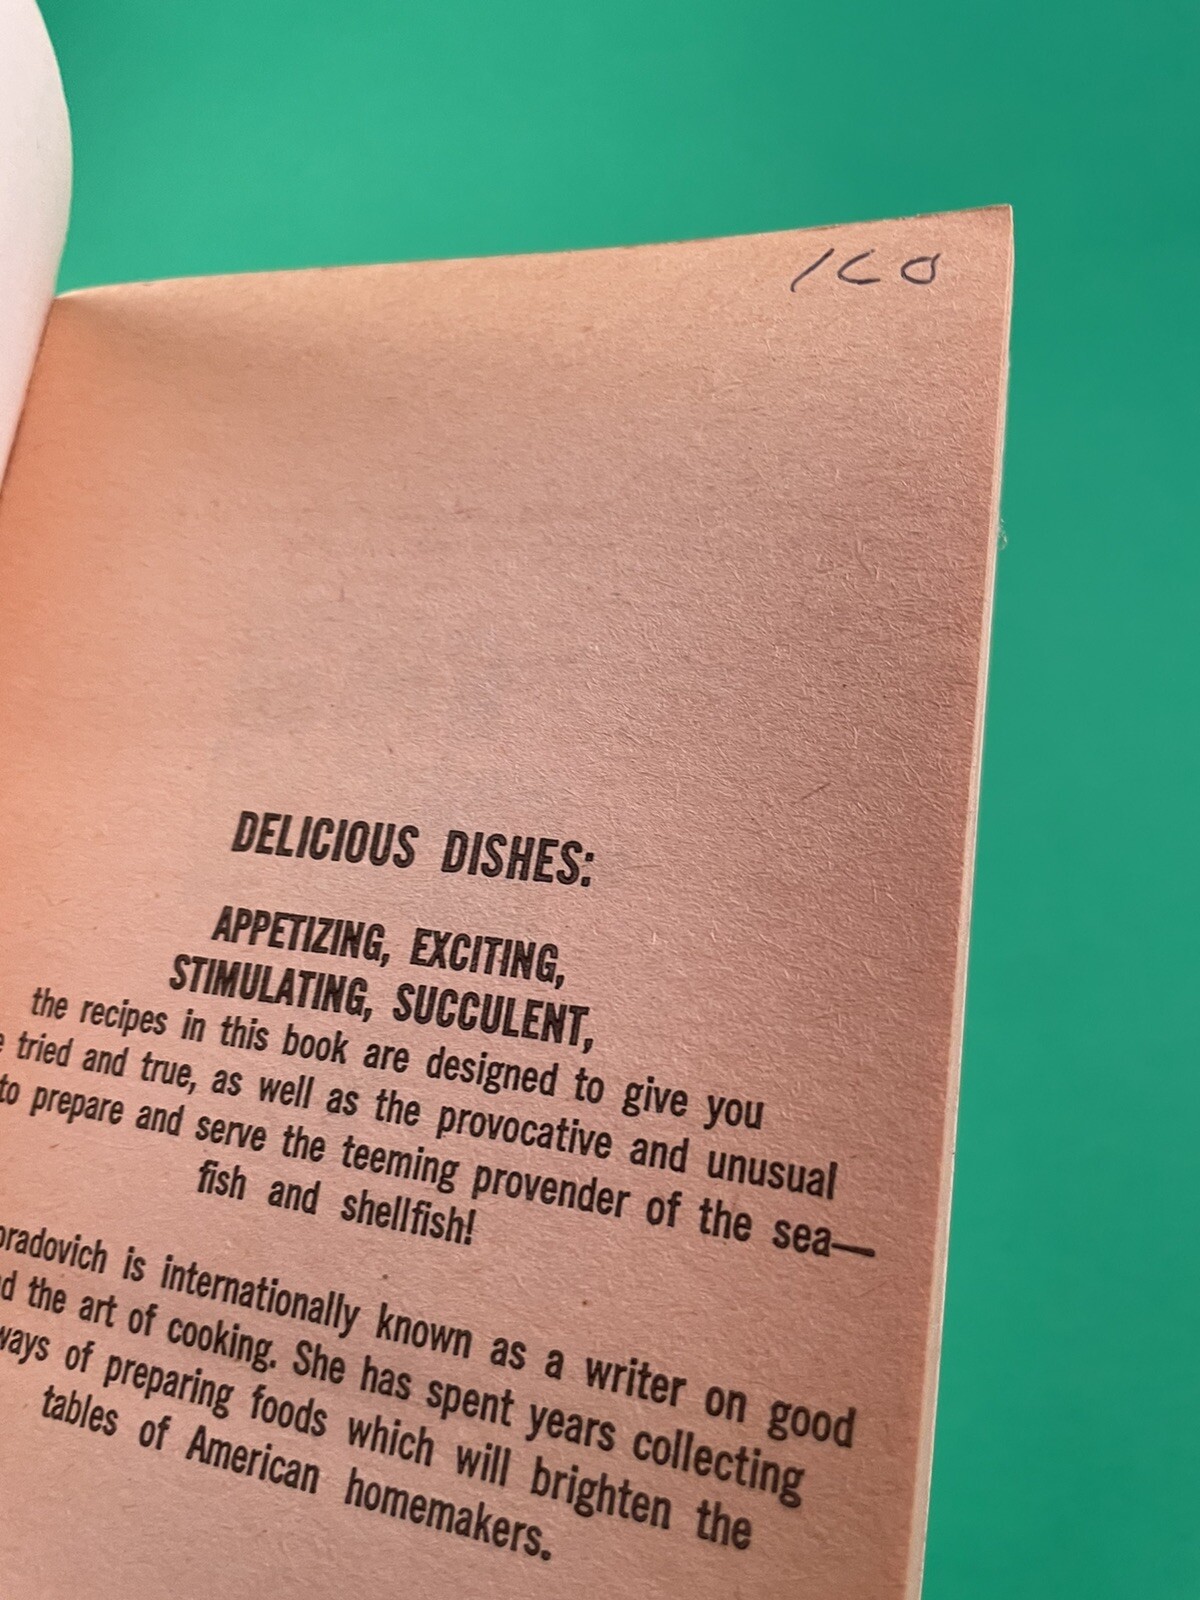 DELICIOUS DISHES:
APPETIZING, EXCITING,
STIMULATING, SUCCULENT,
the recipes in this book are designed to give you
tried and true, as well as the provocative and unusual
to prepare and serve the teeming provender of the sea—
fish and shellfish!
oradovich is internationally known as a writer on good
the art of cooking. She has spent years collecting
ways of preparing foods which will brighten the
tables of American homemakers.